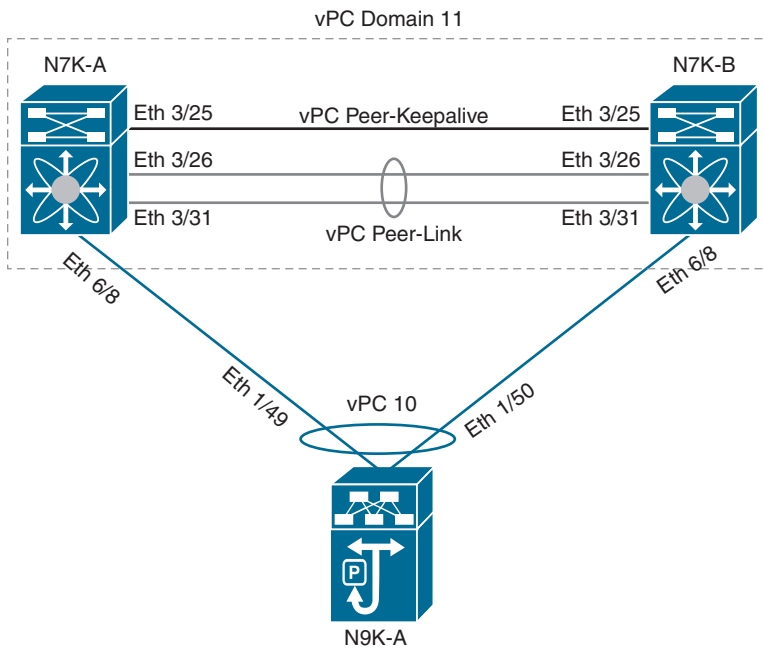 vPC Domain 11
N7K-A
N7K-B
Eth 3/25
vPC Peer-Keepalive
Eth 3/25
Eth 3/26
Eth 3/26
Eth 3/31
vPC Peer-Link
Eth 3/31
Eth 6/8
Eth 6/8
Eth 1/49
vPC 10
Eth 1/50
P
N9K-A